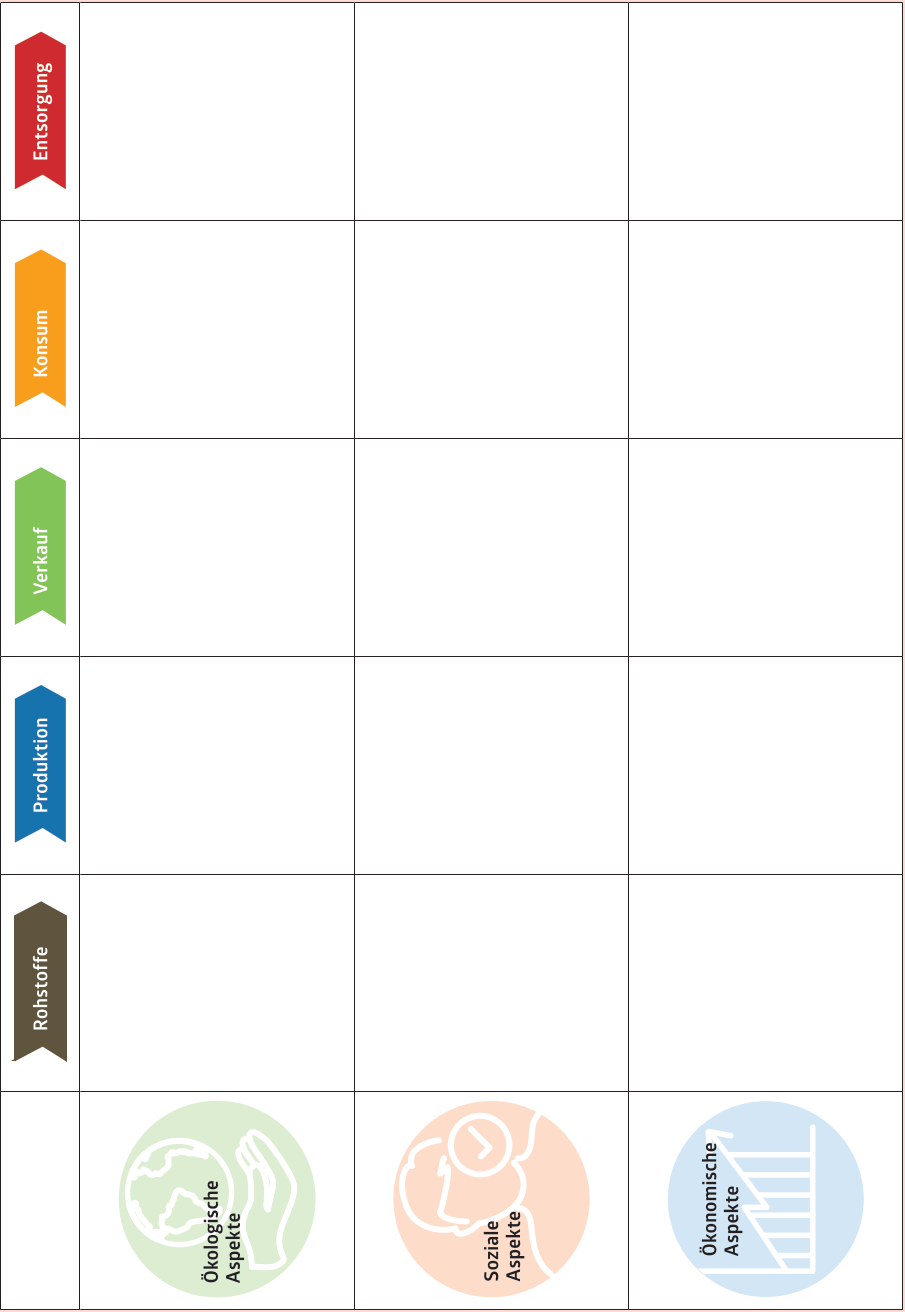 Rohstoffe
Produktion
Verkauf
Konsum
Entsorgung
Ökologische
Aspekte
Soziale
Aspekte
Ökonomische
Aspekte